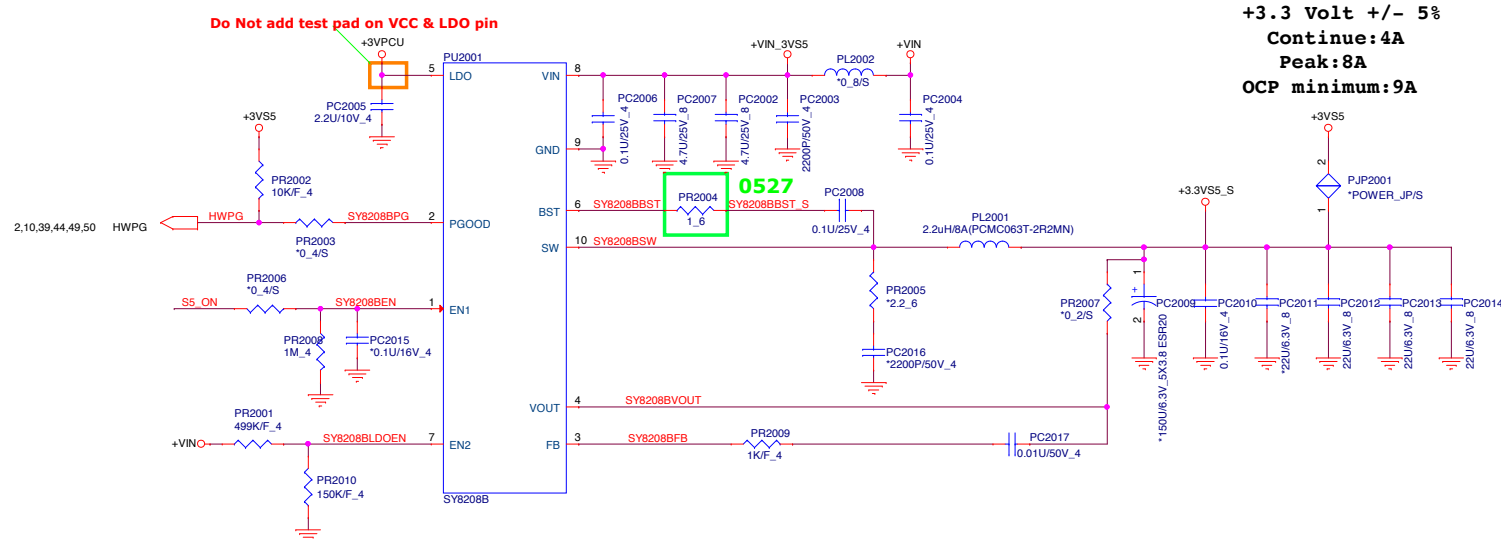 Do Not add test pad on VCC & LDO pin
+3.3 Volt +/- 5%
Continue:4A
Peak:8A
OCP minimum:9A
+3VPCU
PU2001
5
LDO
PC2005
2.2U/10V_4
+3VS5
PR2002
10K/F_4
2,10,39,44,49,50
HWPG
HWPG
SY8208BPG
2
PGOOD
PR2003
*0_4/S
PR2006
*0_4/S
S5_ON
SY8208BEN
1
EN1
PR2008
1M_4
PC2015
*0.1U/16V_4
PR2001
499K/F_4
+VIN
SY8208BLDOEN
7
EN2
PR2010
150K/F_4
SY8208B
VIN
8
+VIN_3VS5
+VIN
PL2002
*0_8/S
PC2006
0.1U/25V_4
PC2007
4.7U/25V_8
PC2002
4.7U/25V_8
PC2003
2200P/50V_4
PC2004
0.1U/25V_4
GND
9
0527
BST
6
SY8208BBST
PR2004
1_6
SY8208BBST_S
PC2008
0.1U/25V_4
SW
10
SY8208BSW
PL2001
2.2uH/8A(PCMC063T-2R2MN)
PR2005
*2.2_6
PC2016
*2200P/50V_4
+3.3VS5_S
+3VS5
2
PJP2001
*POWER_JP/S
1
PR2007
*0_2/S
1
+
2
PC2009
*150U/6.3V_5X3.8 ESR20
PC2010
0.1U/16V_4
PC2011
*22U/6.3V_8
PC2012
22U/6.3V_8
PC2013
22U/6.3V_8
PC2014
22U/6.3V_8
VOUT
4
SY8208BVOUT
FB
3
SY8208BFB
PR2009
1K/F_4
PC2017
0.01U/50V_4